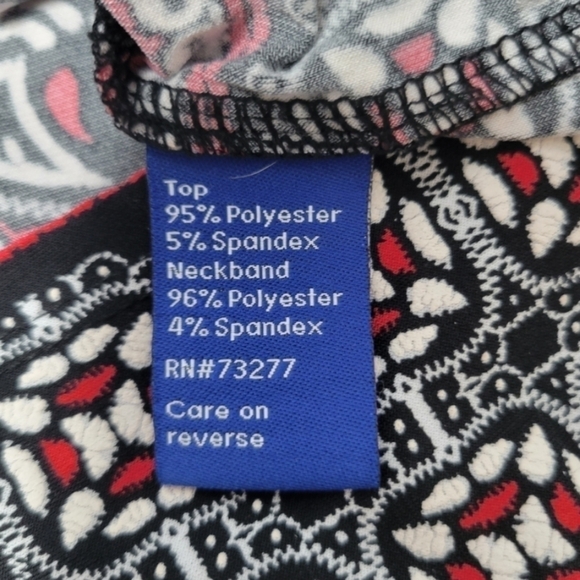 Top
95% Polyester
5% Spandex
Neckband
96% Polyester
4% Spandex
RN#73277
Care on
reverse